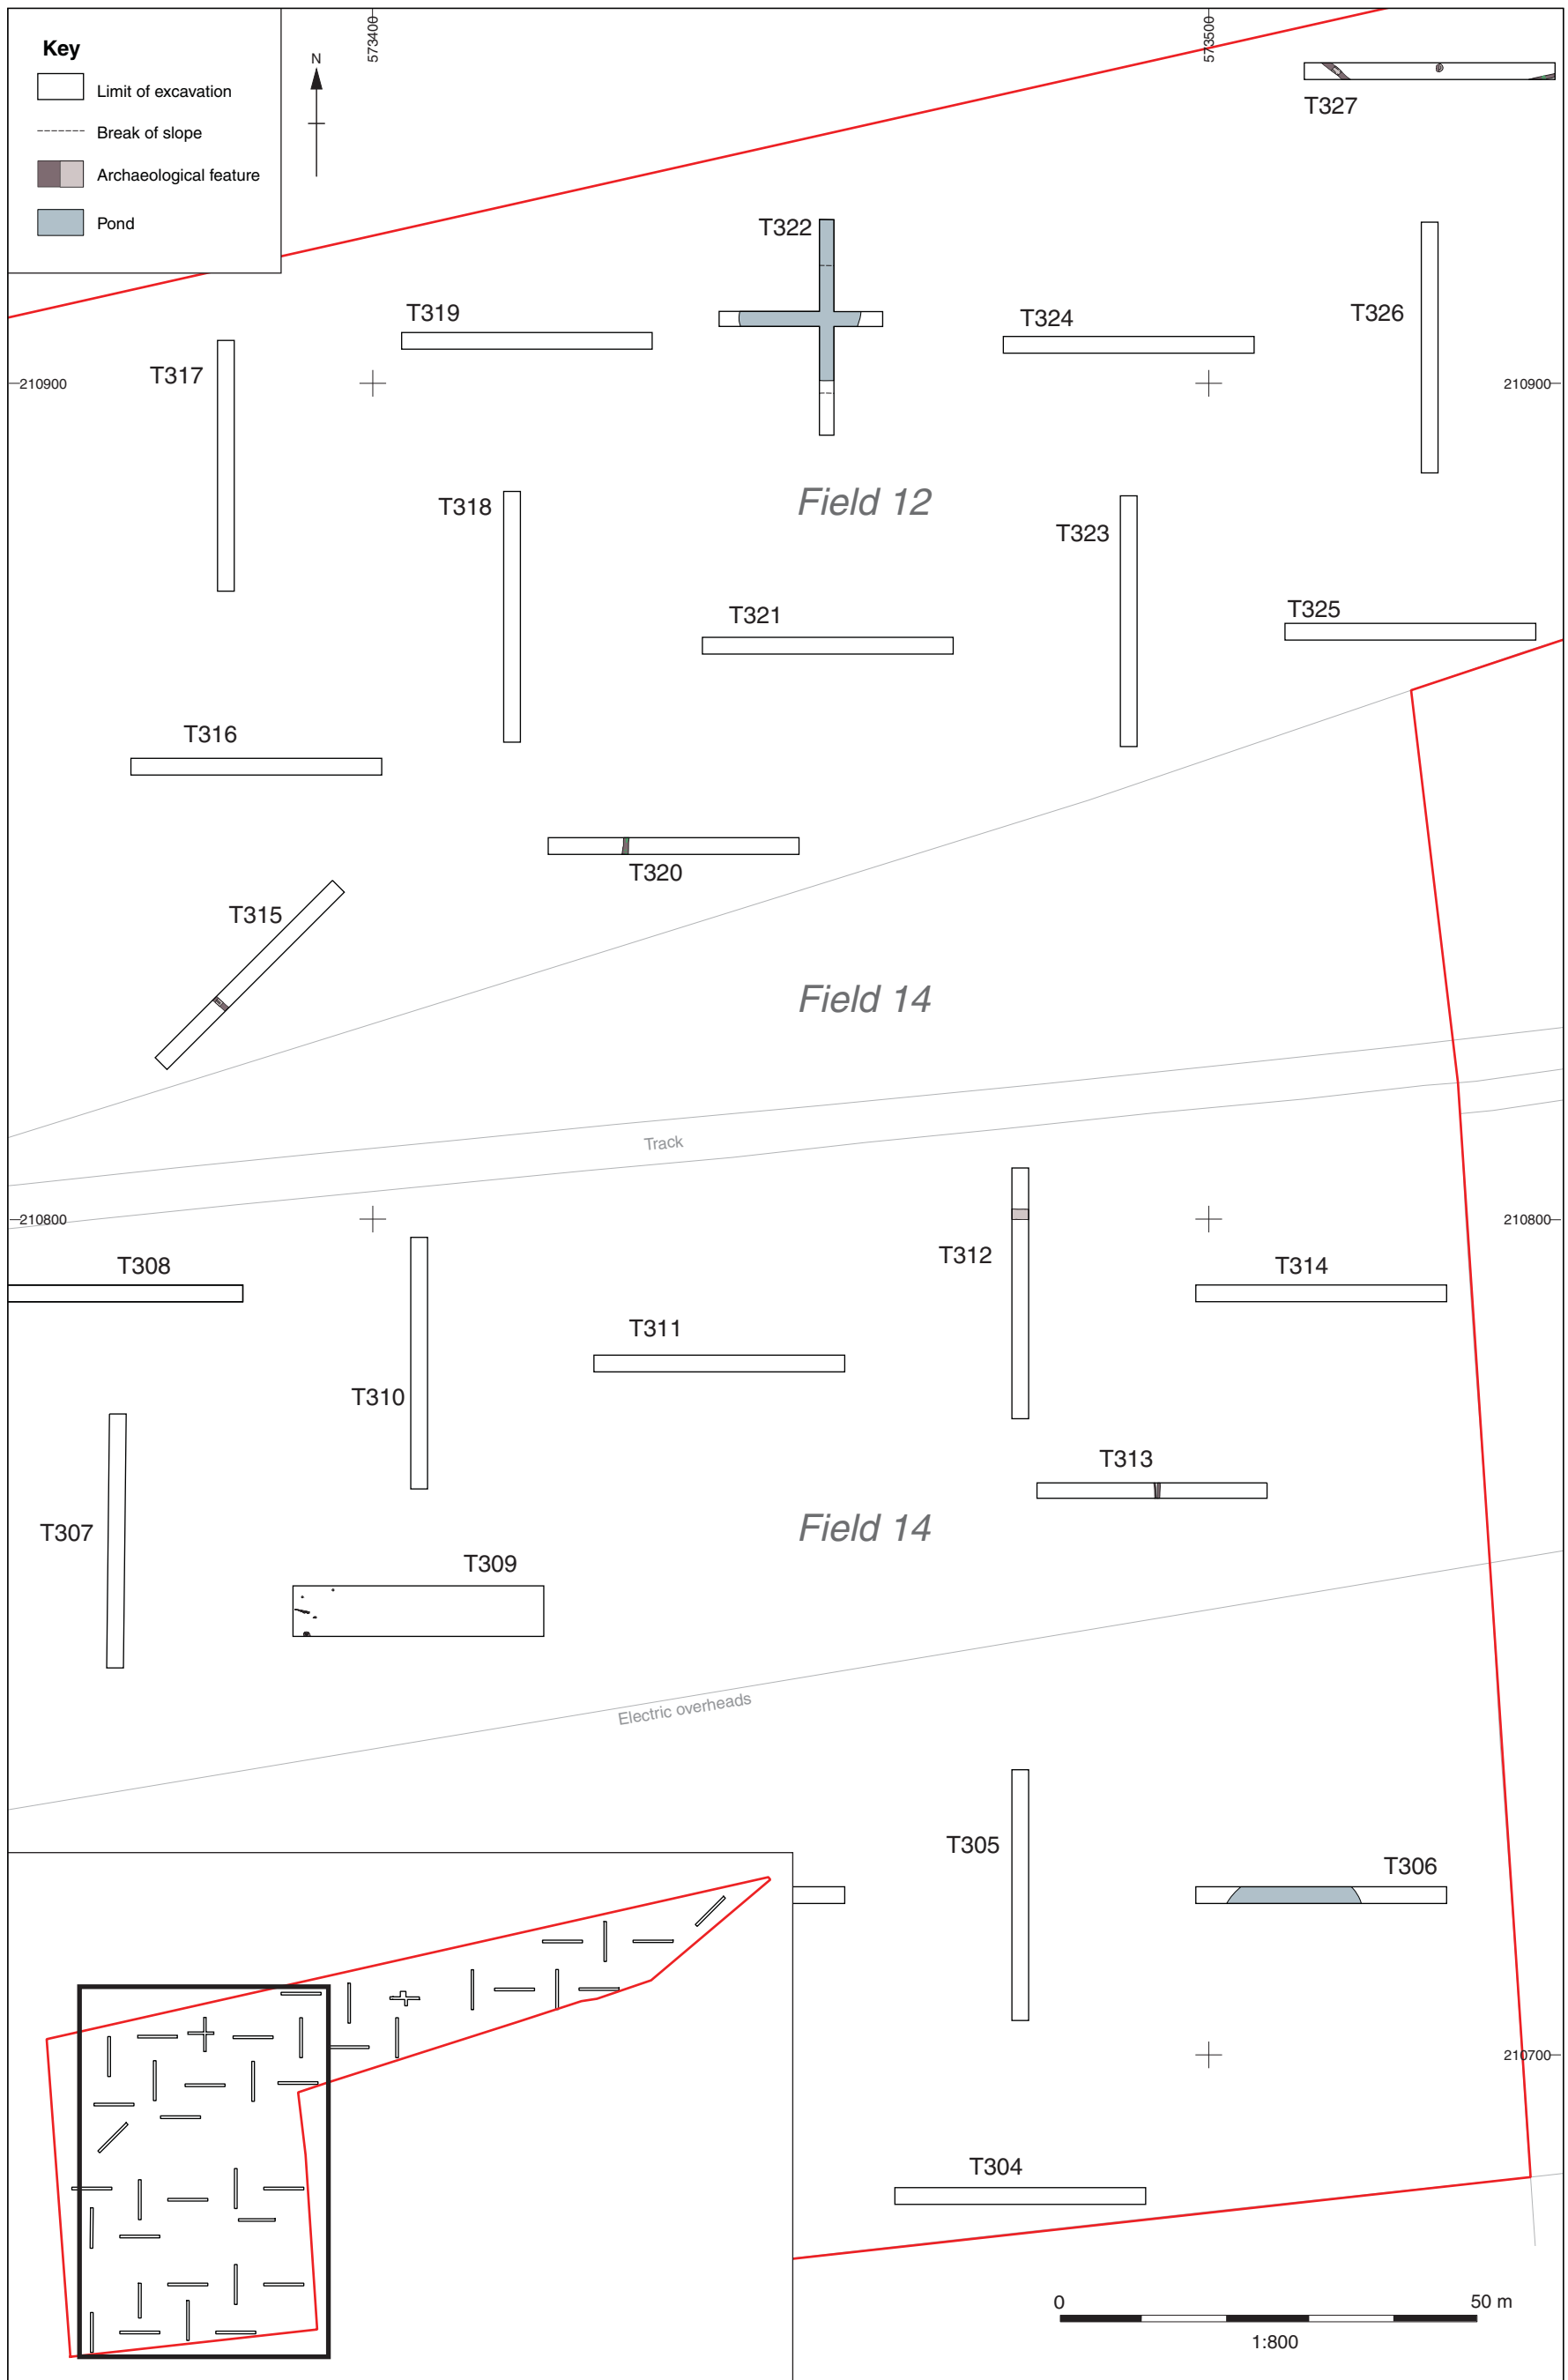 Key
Limit of excavation
Break of slope
Archaeological feature
Pond
N
573400
573500
T327
T322
T319
T324
T326
T317
210900
210900
T318
Field 12
T323
T321
T325
T316
T320
T315
Field 14
Track
210800
210800
T308
T312
T314
T311
T310
T313
T307
Field 14
T309
Electric overheads
T305
T306
210700
T304
0
50 m
1:800